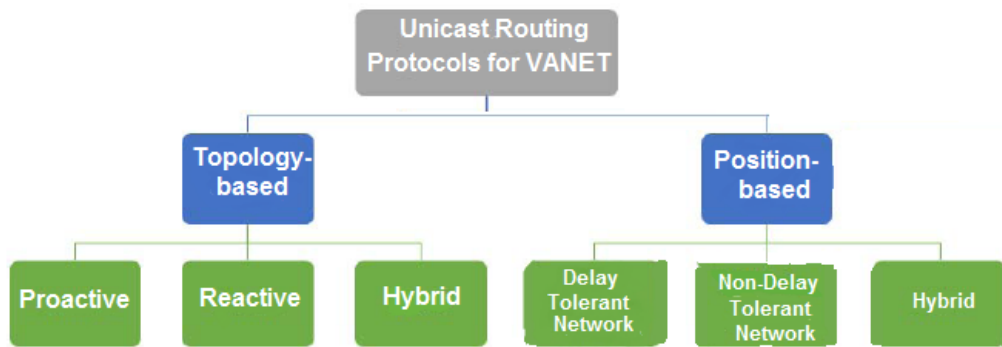 Unicast Routing
Protocols for VANET
Topology-
based
Position-
based
Proactive
Reactive
Hybrid
Delay
Tolerant
Network
Non-Delay
Tolerant
Network
Hybrid